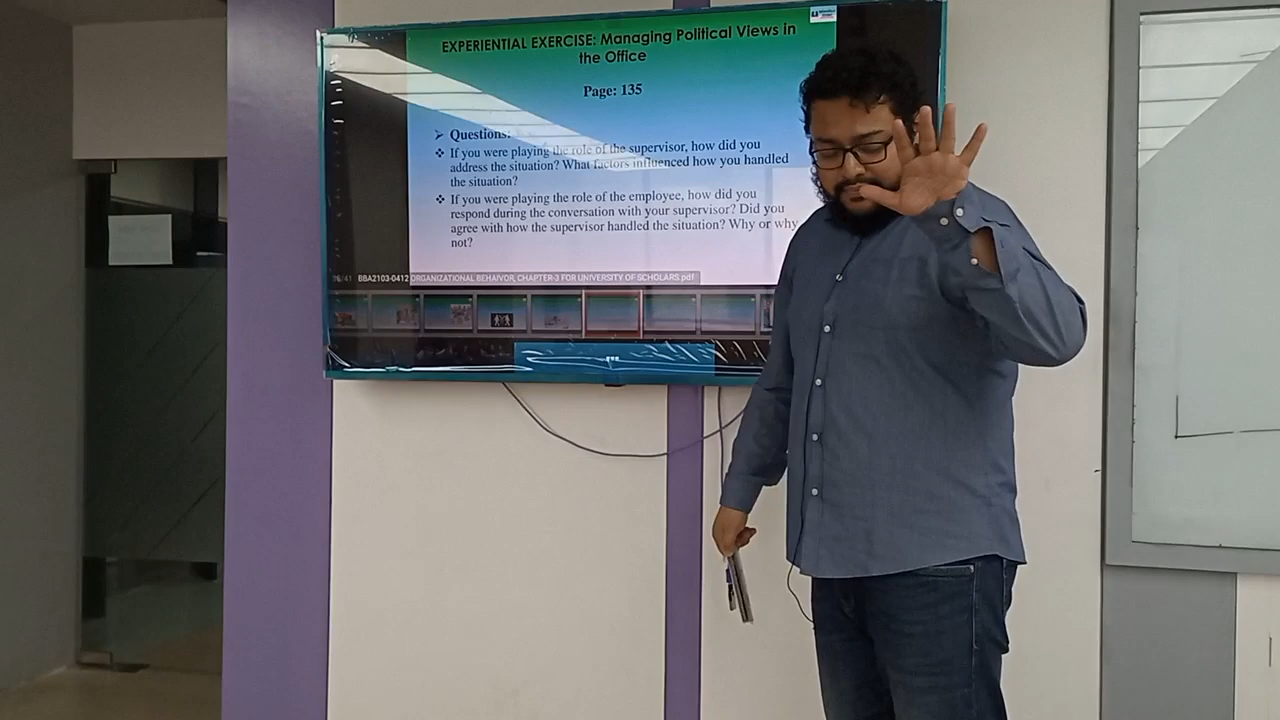 EXPERIENTIAL EXERCISE: Managing Political Views in
the Office
Page: 135
Questions:
If you were playing the role of the supervisor, how did you
address the situation? What factors influenced how you handled
the situation?
If you were playing the role of the employee, how did you
respond during the conversation with your supervisor? Did you
agree with how the supervisor handled the situation? Why or why
not?
BBA2103-0412 ORGANIZATIONAL BEHAIVOR, CHAPTER-3 FOR UNIVERSITY OF SCHOLARS.pdf